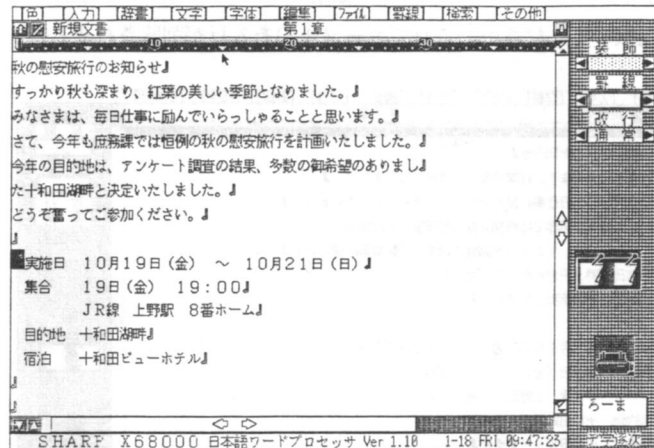 [色] [入力] [辞書] [文字] [字体] [編集] [ファイル] [罫線] [検索] [その他]
新規文書 第1章
10 20 30
秋の慰安旅行のお知らせ』
すっかり秋も深まり、紅葉の美しい季節となりました。』
みなさまは、毎日仕事に励んでいらっしゃることと思います。』
さて、今年も庶務課では恒例の秋の慰安旅行を計画いたしました。』
今年の目的地は、アンケート調査の結果、多数の御希望のありまし』
た十和田湖畔と決定いたしました。』
どうぞ奮ってご参加ください。』
』
実施日 10月19日(金) ～ 10月21日(日)』
集合 19日(金) 19:00』
JR線 上野駅 8番ホーム』
目的地 十和田湖畔』
宿泊 十和田ビューホテル』
』
』
装飾
罫線
改行
通常
ろーま
文字逐次
SHARP X68000 日本語ワードプロセッサ Ver 1.10 1-18 FRI 09:47:23